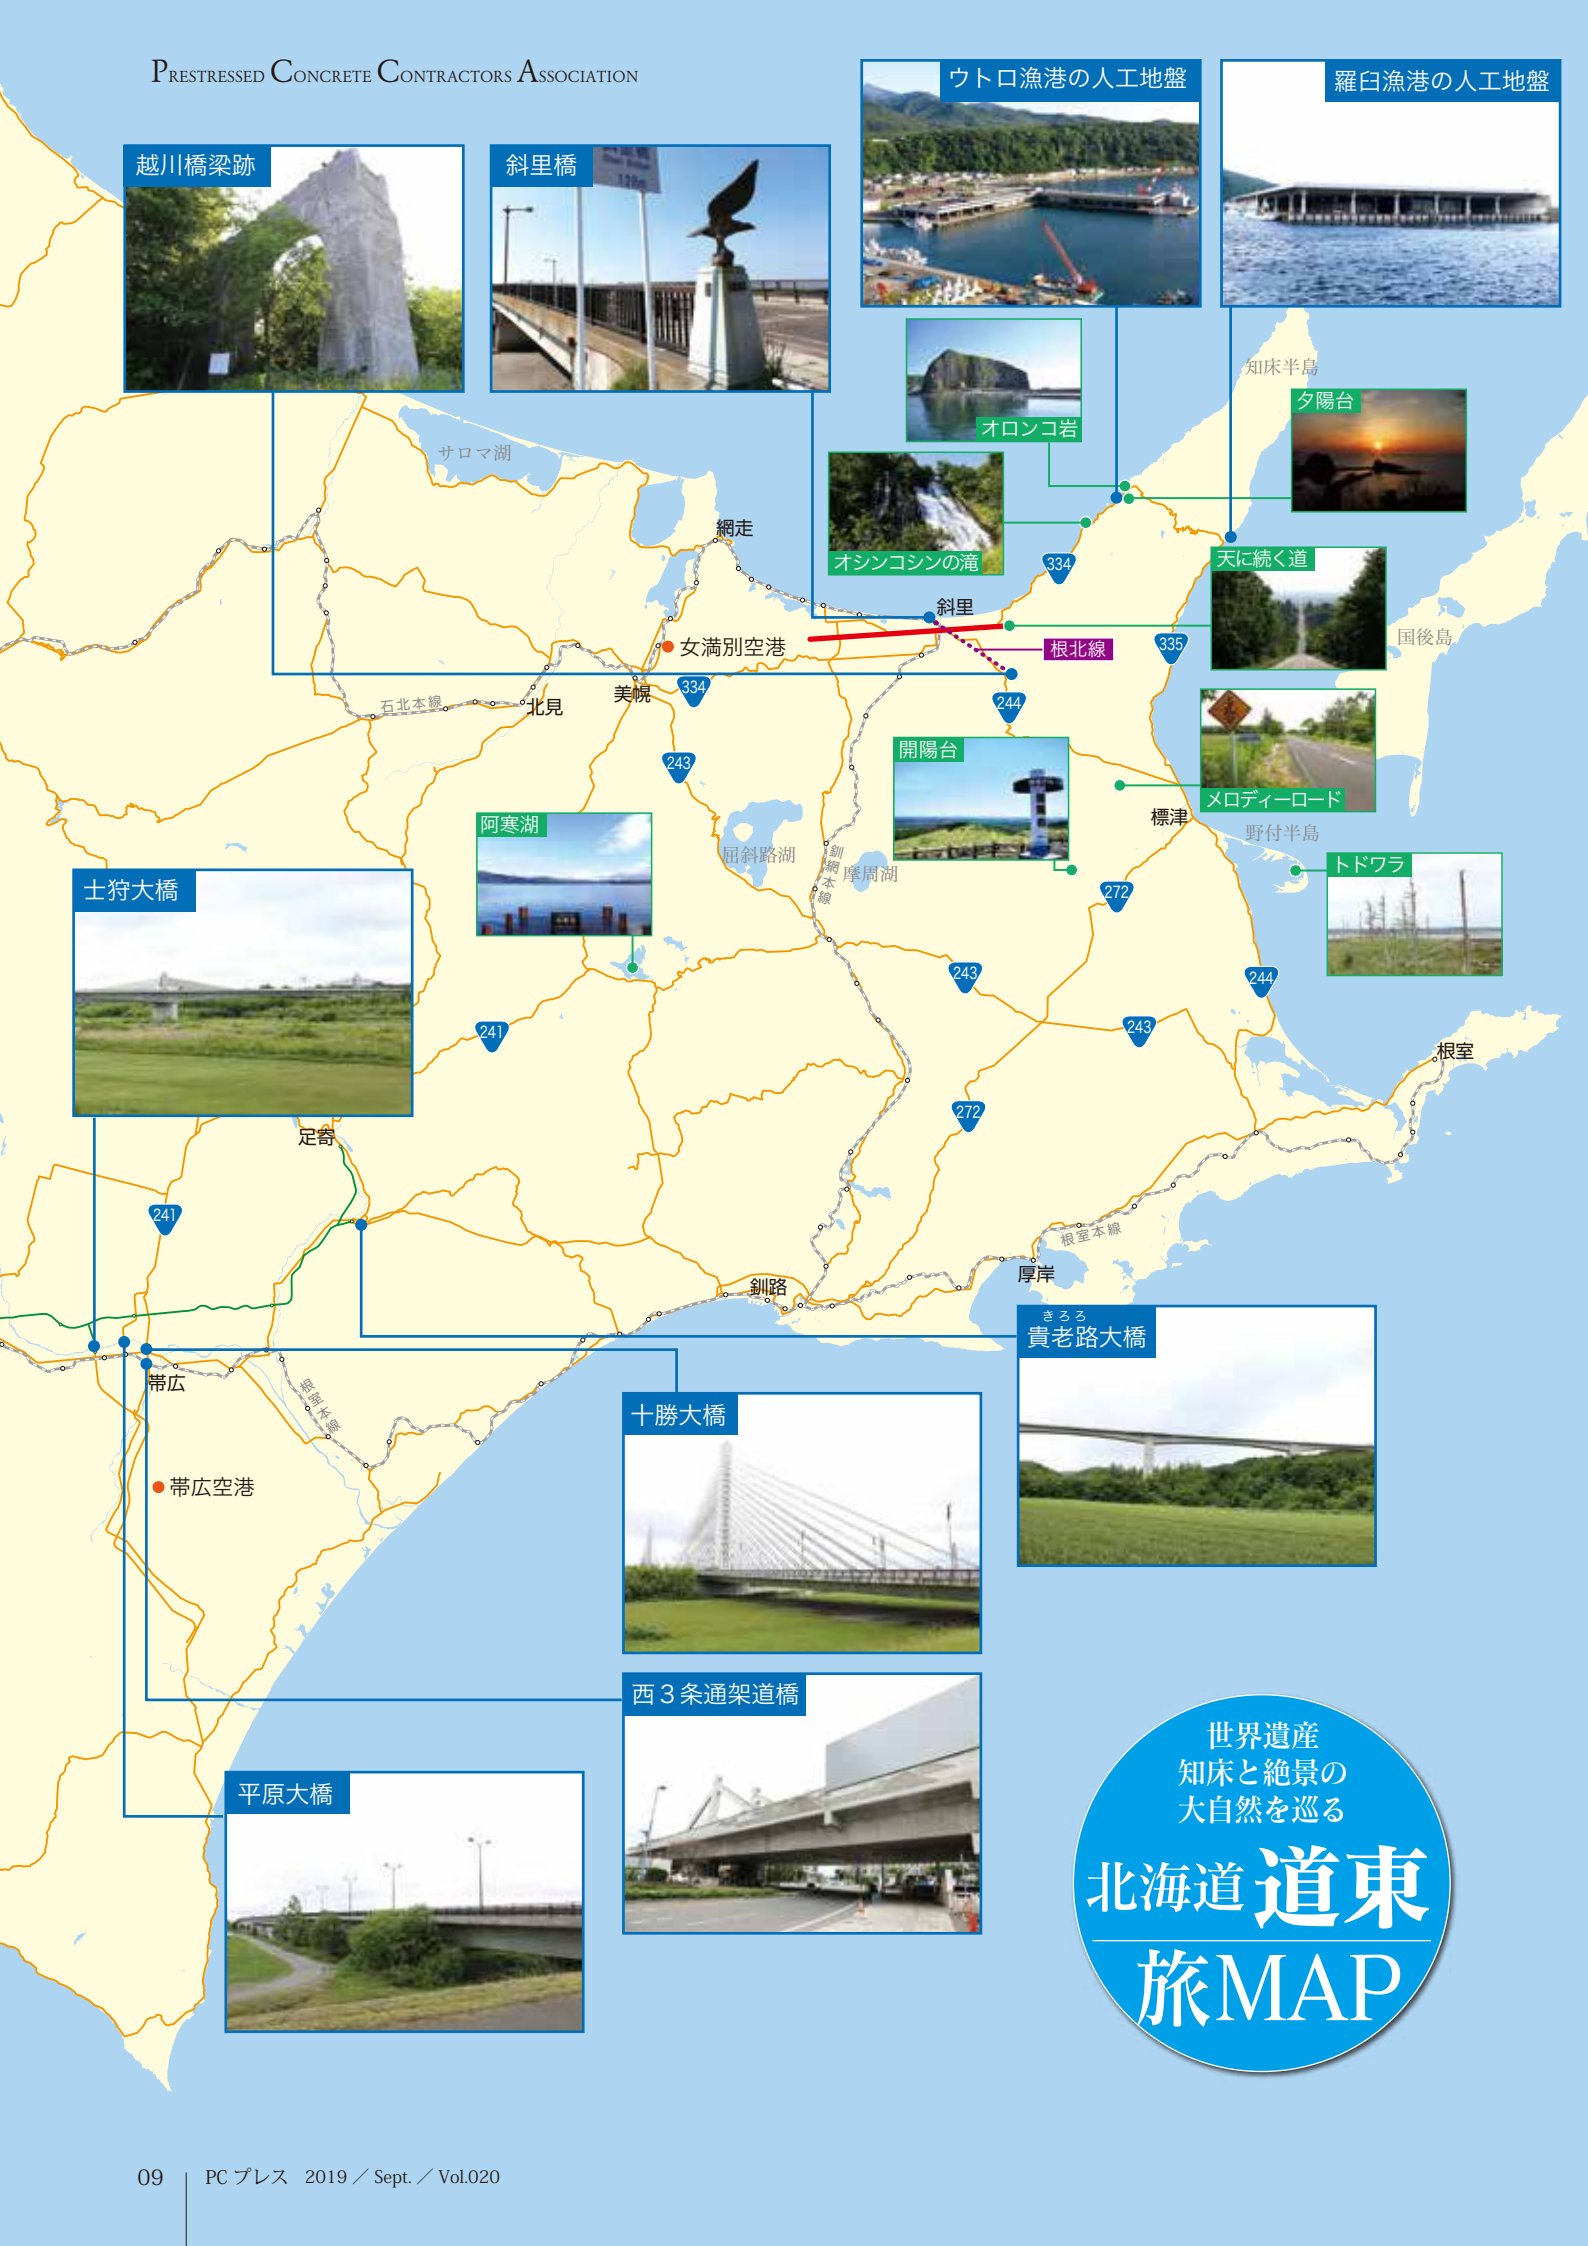 PRESTRESSED CONCRETE CONTRACTORS ASSOCIATION
ウトロ漁港の人工地盤
羅臼漁港の人工地盤
越川橋梁跡
斜里橋
知床半島
オロンコ岩
夕陽台
サロマ湖
オシンコシンの滝
網走
334
天に続く道
斜里
女満別空港
根北線
335
国後島
石北本線
北見
美幌
334
244
243
開陽台
メロディーロード
標津
阿寒湖
屈斜路湖
釧網本線
摩周湖
野付半島
トドワラ
士狩大橋
272
243
244
241
243
根室
272
足寄
241
根室本線
厚岸
釧路
きろろ
貴老路大橋
帯広
根室本線
十勝大橋
帯広空港
西3条通架道橋
平原大橋
世界遺産
知床と絶景の
大自然を巡る
北海道 道東
旅MAP
09
PC プレス 2019 ／ Sept. ／ Vol.020